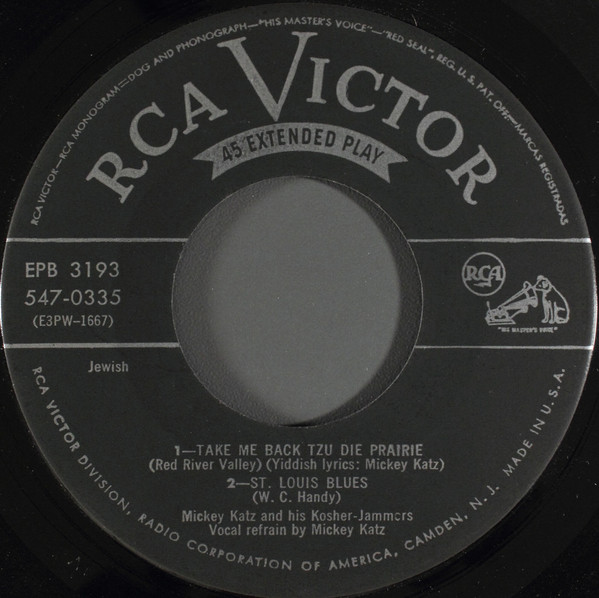 RCA VICTOR—RCA MONOGRAM—DOG AND PHONOGRAPH—"HIS MASTER'S VOICE"—"RED SEAL", REG. U. S. PAT. OFF.—MARCAS REGISTRADAS
RCA VICTOR
45 EXTENDED PLAY
EPB 3193
547-0335
(E3PW-1667)
RCA
"HIS MASTER'S VOICE"
Jewish
1—TAKE ME BACK TZU DIE PRAIRIE
(Red River Valley) (Yiddish lyrics: Mickey Katz)
2—ST. LOUIS BLUES
(W. C. Handy)
Mickey Katz and his Kosher-Jammers
Vocal refrain by Mickey Katz
RCA VICTOR DIVISION, RADIO CORPORATION OF AMERICA, CAMDEN, N. J. MADE IN U. S. A.